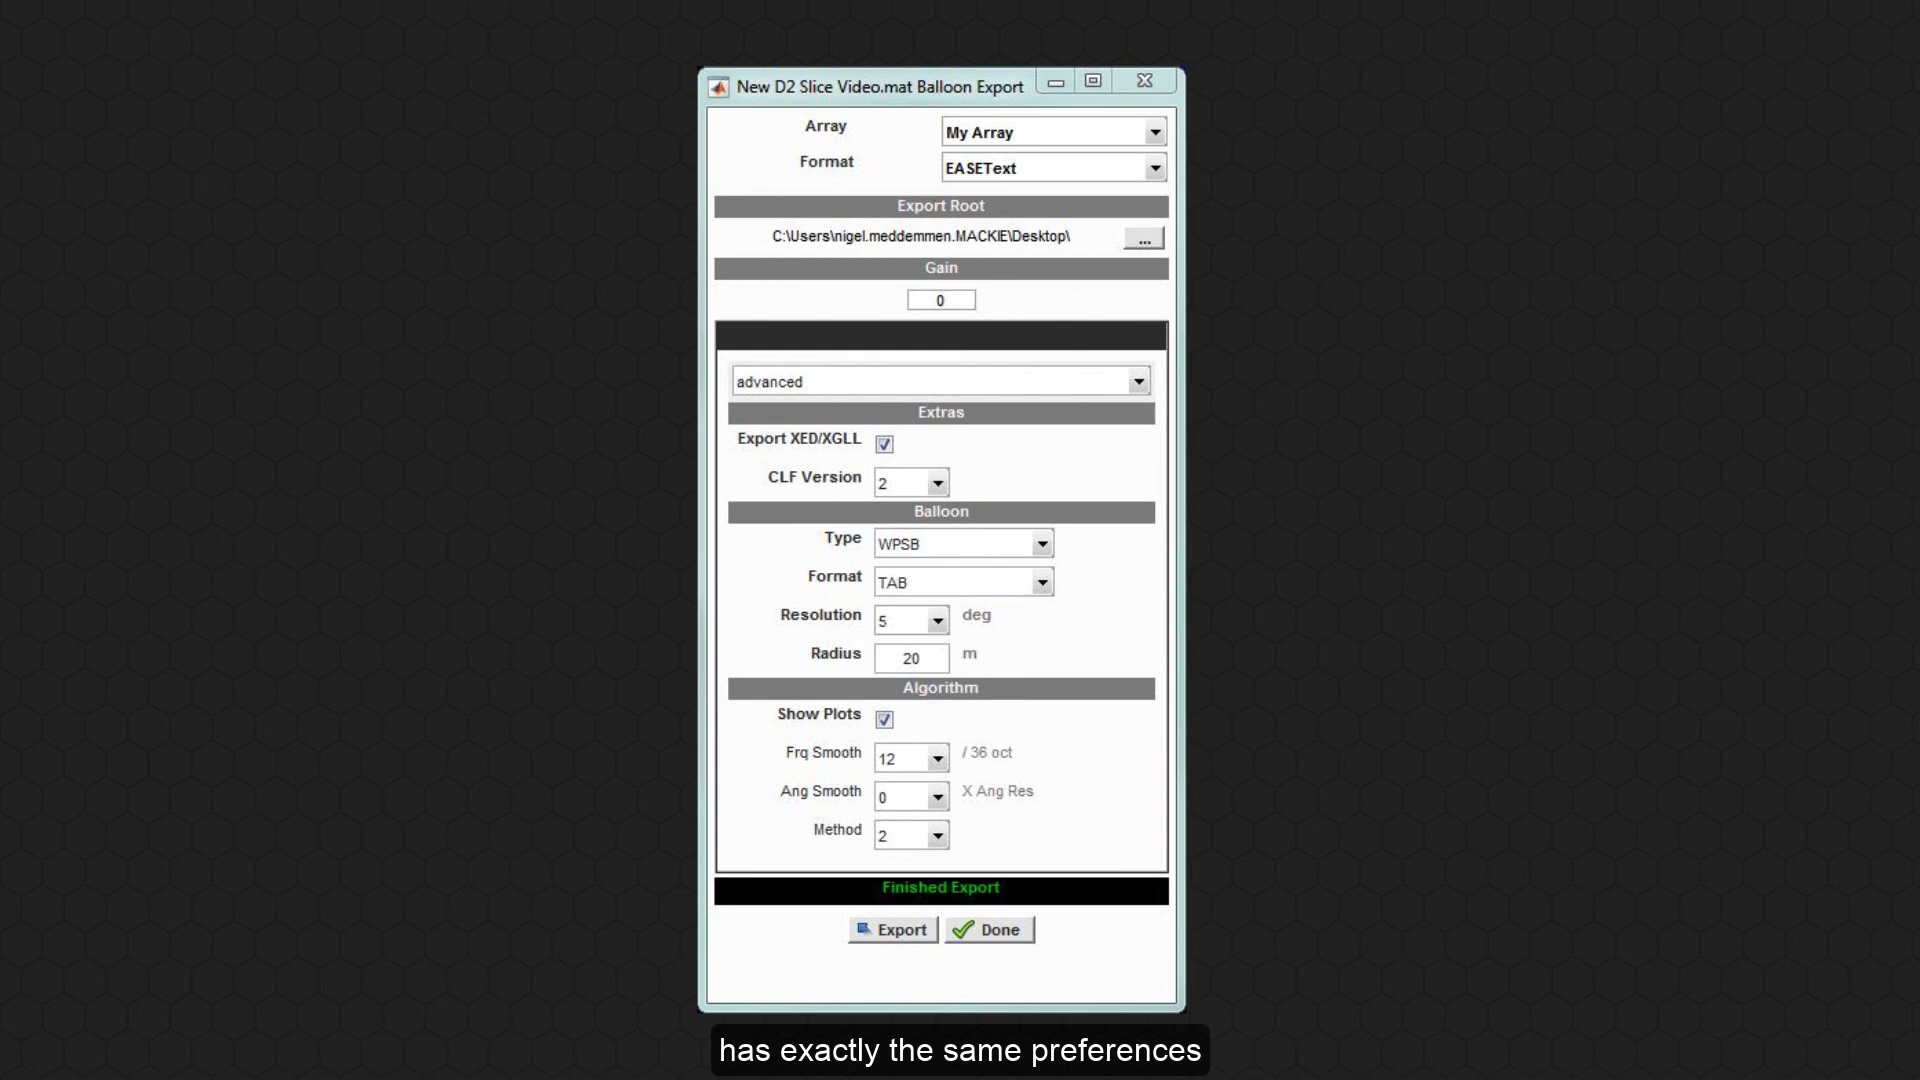 New D2 Slice Video.mat Balloon Export
Array My Array
Format EASEText
Export Root
C:\Users\nigel.meddemmen.MACKIE\Desktop\ ...
Gain
0
advanced
Extras
Export XED/XGLL
CLF Version 2
Balloon
Type WPSB
Format TAB
Resolution 5 deg
Radius 20 m
Algorithm
Show Plots
Frq Smooth 12 / 36 oct
Ang Smooth 0 X Ang Res
Method 2
Finished Export
Export Done
has exactly the same preferences